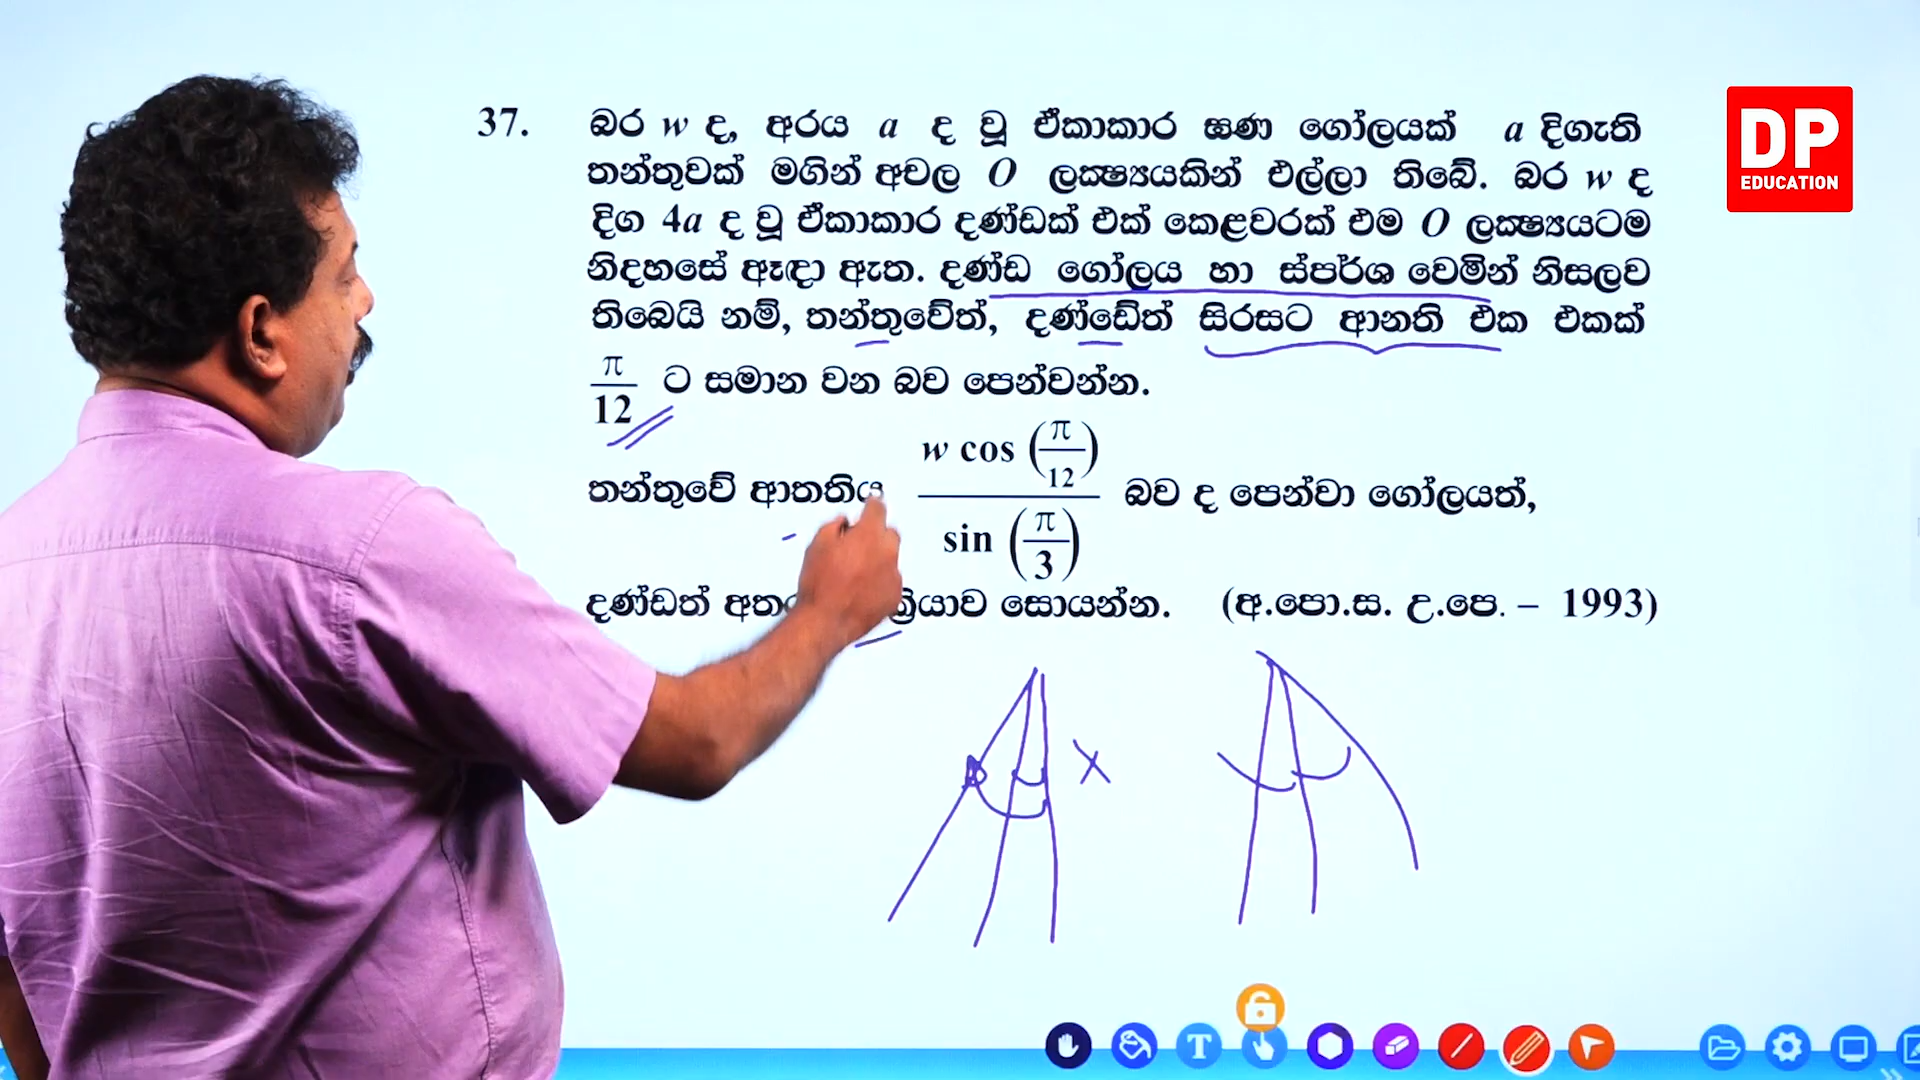 DP
EDUCATION
37. බර w ද, අරය a ද වූ ඒකාකාර ඝණ ගෝලයක් a දිගැති
තන්තුවක් මගින් අචල O ලක්‍ෂ්‍යයකින් එල්ලා තිබේ. බර w ද
දිග 4a ද වූ ඒකාකාර දණ්ඩක් එක් කෙළවරක් එම O ලක්‍ෂ්‍යයටම
නිදහසේ ඈඳා ඇත. දණ්ඩ ගෝලය හා ස්පර්ශ වෙමින් නිසලව
තිබෙයි නම්, තන්තුවේත්, දණ්ඩේත් සිරසට ආනති එක එකක්
π/12 ට සමාන වන බව පෙන්වන්න.
තන්තුවේ ආතතිය w cos (π/12) / sin (π/3) බව ද පෙන්වා ගෝලයත්,
දණ්ඩත් සොයන්න. (අ.පො.ස. උ.පෙ. – 1993)